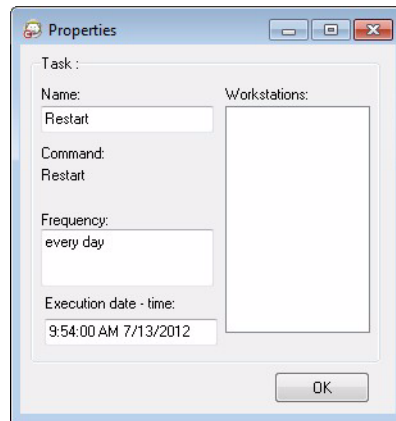 Properties
Task :
Name:
Workstations:
Restart
Command:
Restart
Frequency:
every day
Execution date - time:
9:54:00 AM 7/13/2012
OK